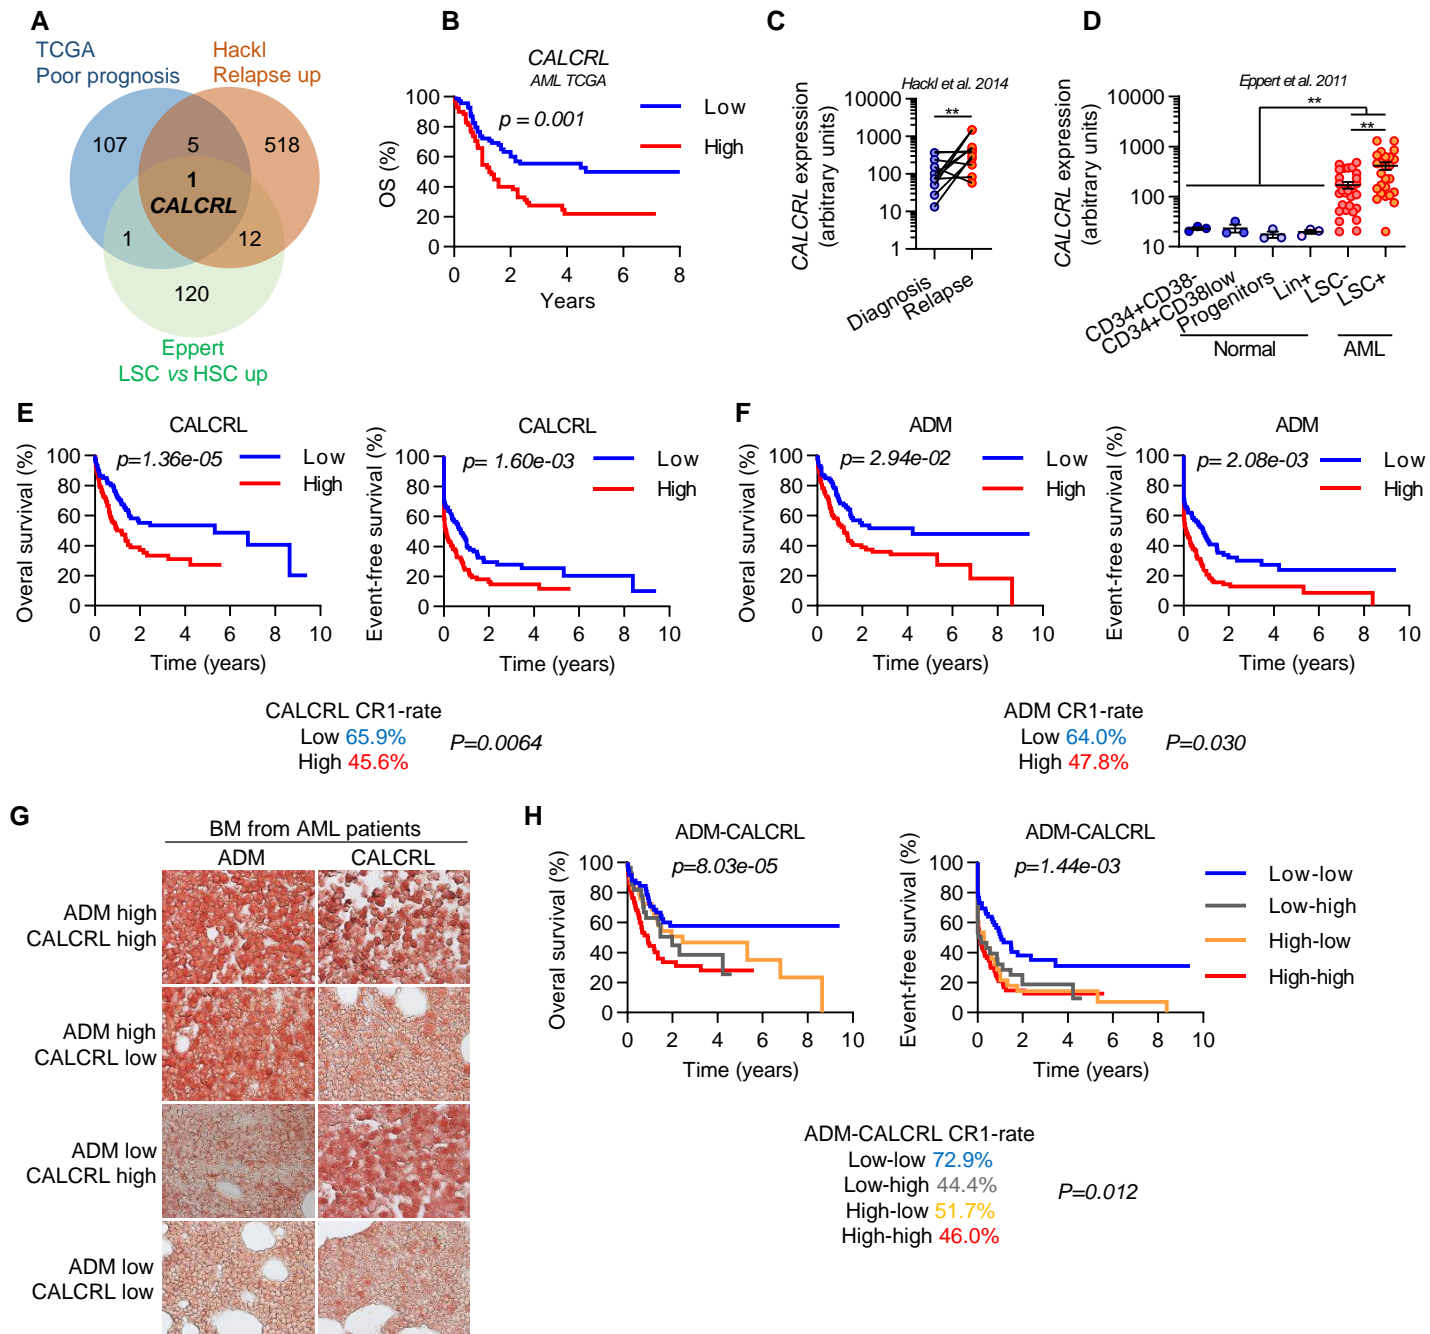 A
TCGA
Poor prognosis
Hackl
Relapse up
107
5
518
1
CALCRL
1
12
120
Eppert
LSC vs HSC up
B
CALCRL
AML TCGA
p = 0.001
Low
High
OS (%)
100
80
60
40
20
0
0 2 4 6 8
Years
C
Hackl et al. 2014
**
CALCRL expression
(arbitrary units)
10000
1000
100
10
1
Diagnosis
Relapse
D
Eppert et al. 2011
**
**
CALCRL expression
(arbitrary units)
10000
1000
100
10
CD34+CD38-
CD34+CD38low
Progenitors
Lin+
LSC-
LSC+
Normal
AML
E
CALCRL
p=1.36e-05
Low
High
Overal survival (%)
100
80
60
40
20
0
0 2 4 6 8 10
Time (years)
CALCRL
p= 1.60e-03
Low
High
Event-free survival (%)
100
80
60
40
20
0
0 2 4 6 8 10
Time (years)
CALCRL CR1-rate
Low 65.9%
High 45.6%
P=0.0064
F
ADM
p= 2.94e-02
Low
High
Overal survival (%)
100
80
60
40
20
0
0 2 4 6 8 10
Time (years)
ADM
p= 2.08e-03
Low
High
Event-free survival (%)
100
80
60
40
20
0
0 2 4 6 8 10
Time (years)
ADM CR1-rate
Low 64.0%
High 47.8%
P=0.030
G
BM from AML patients
ADM
CALCRL
ADM high
CALCRL high
ADM high
CALCRL low
ADM low
CALCRL high
ADM low
CALCRL low
H
ADM-CALCRL
p=8.03e-05
Overal survival (%)
100
80
60
40
20
0
0 2 4 6 8 10
Time (years)
ADM-CALCRL
p=1.44e-03
Event-free survival (%)
100
80
60
40
20
0
0 2 4 6 8 10
Time (years)
Low-low
Low-high
High-low
High-high
ADM-CALCRL CR1-rate
Low-low 72.9%
Low-high 44.4%
High-low 51.7%
High-high 46.0%
P=0.012